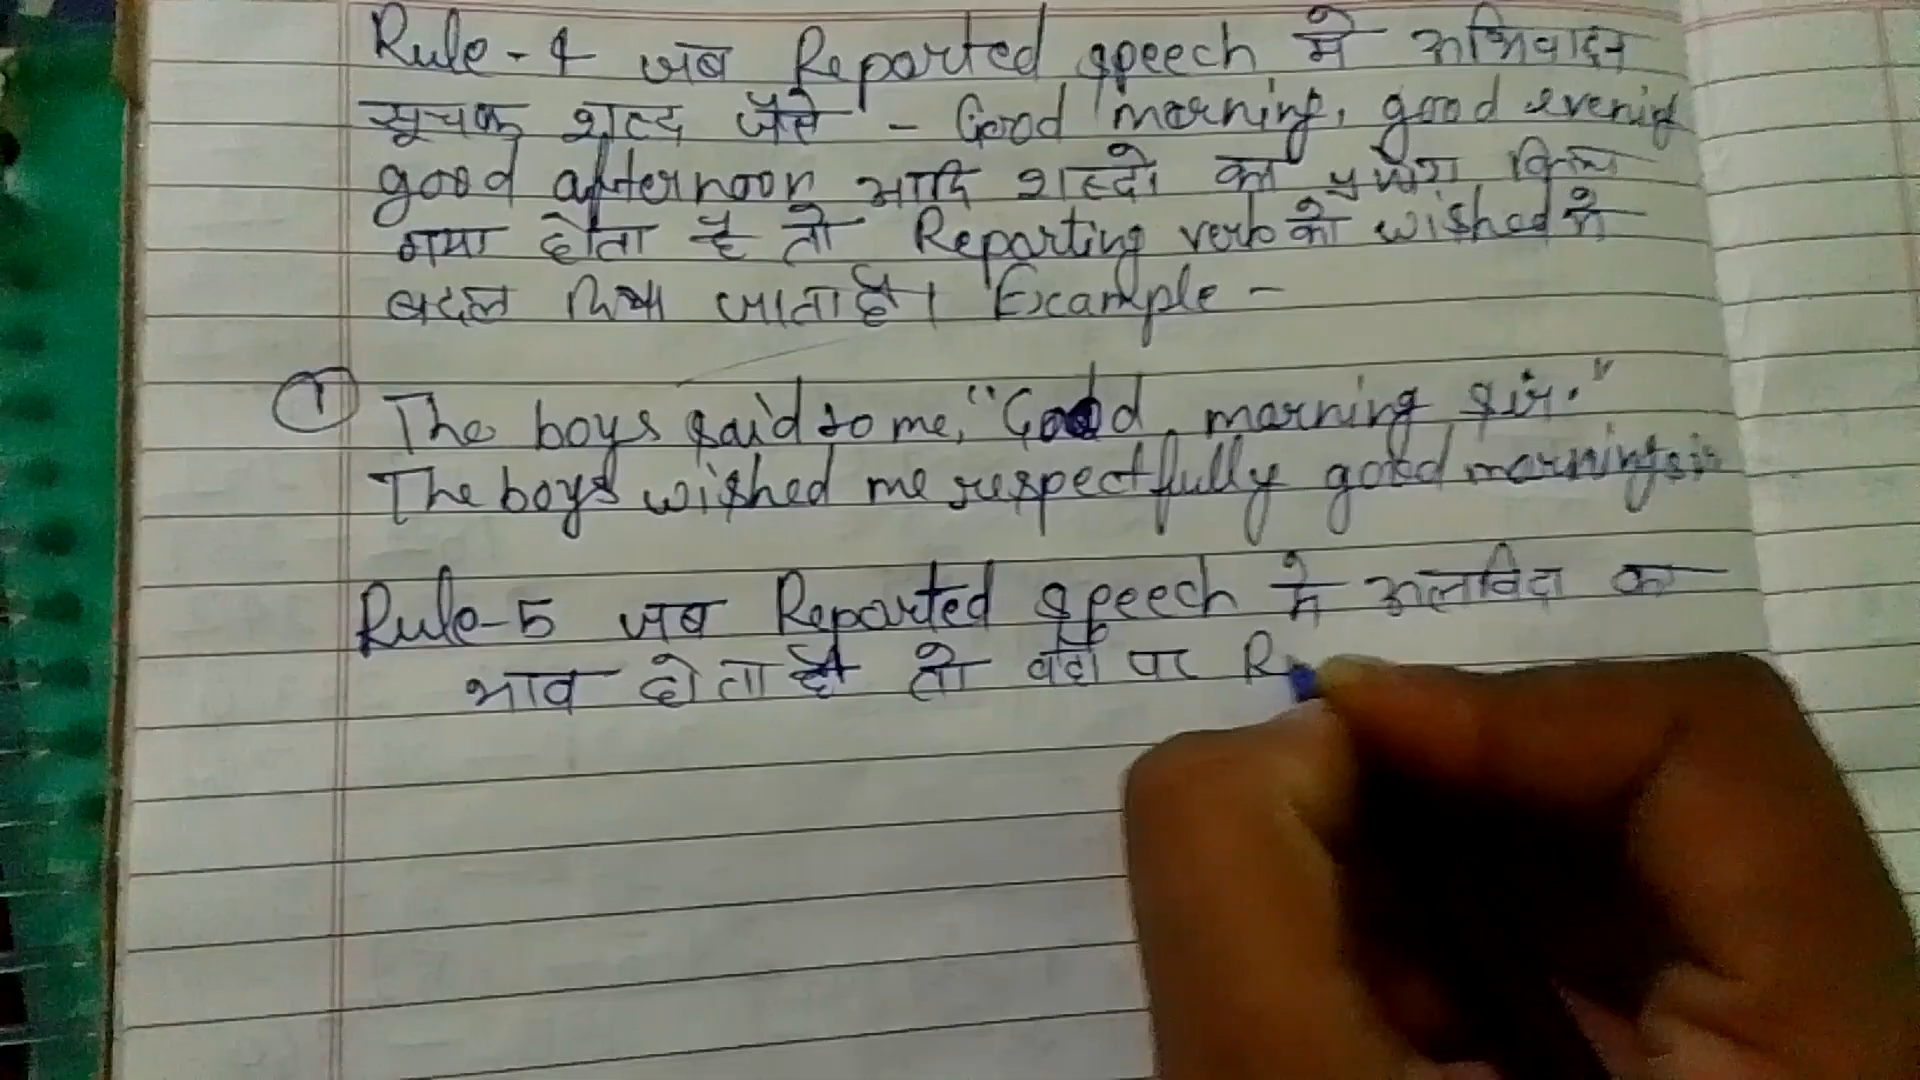 Rule-4 जब Reported speech मे अभिवादन
सूचक शब्द जैसे - Good morning, good evening
good afternoon आदि शब्दो का प्रयोग किया
गया होता है तो Reporting verb को wished मे
बदल दिया जाता है। Example -
① The boys said to me, "Good morning sir."
The boys wished me respectfully good morning sir
Rule-5 जब Reported speech मे अलविदा का
भाव होता है तो वहाँ पर R